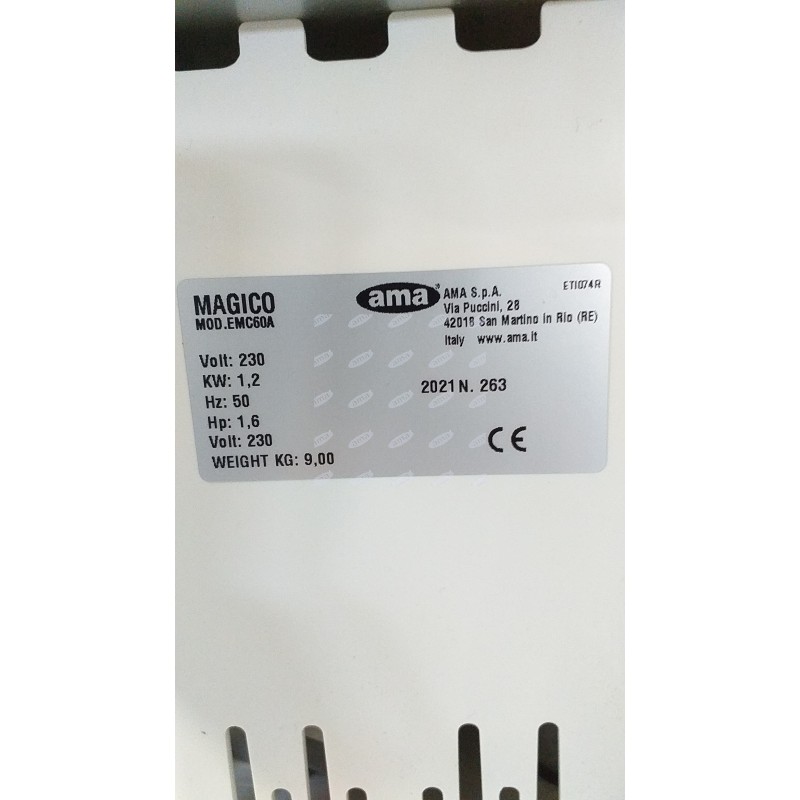 MAGICO
MOD.EMC60A
Volt: 230
KW: 1,2
Hz: 50
Hp: 1,6
Volt: 230
WEIGHT KG: 9,00
ama®
AMA S.p.A.
Via Puccini, 28
42018 San Martino in Rio (RE)
Italy www.ama.it
ETI074R
2021 N. 263
CE